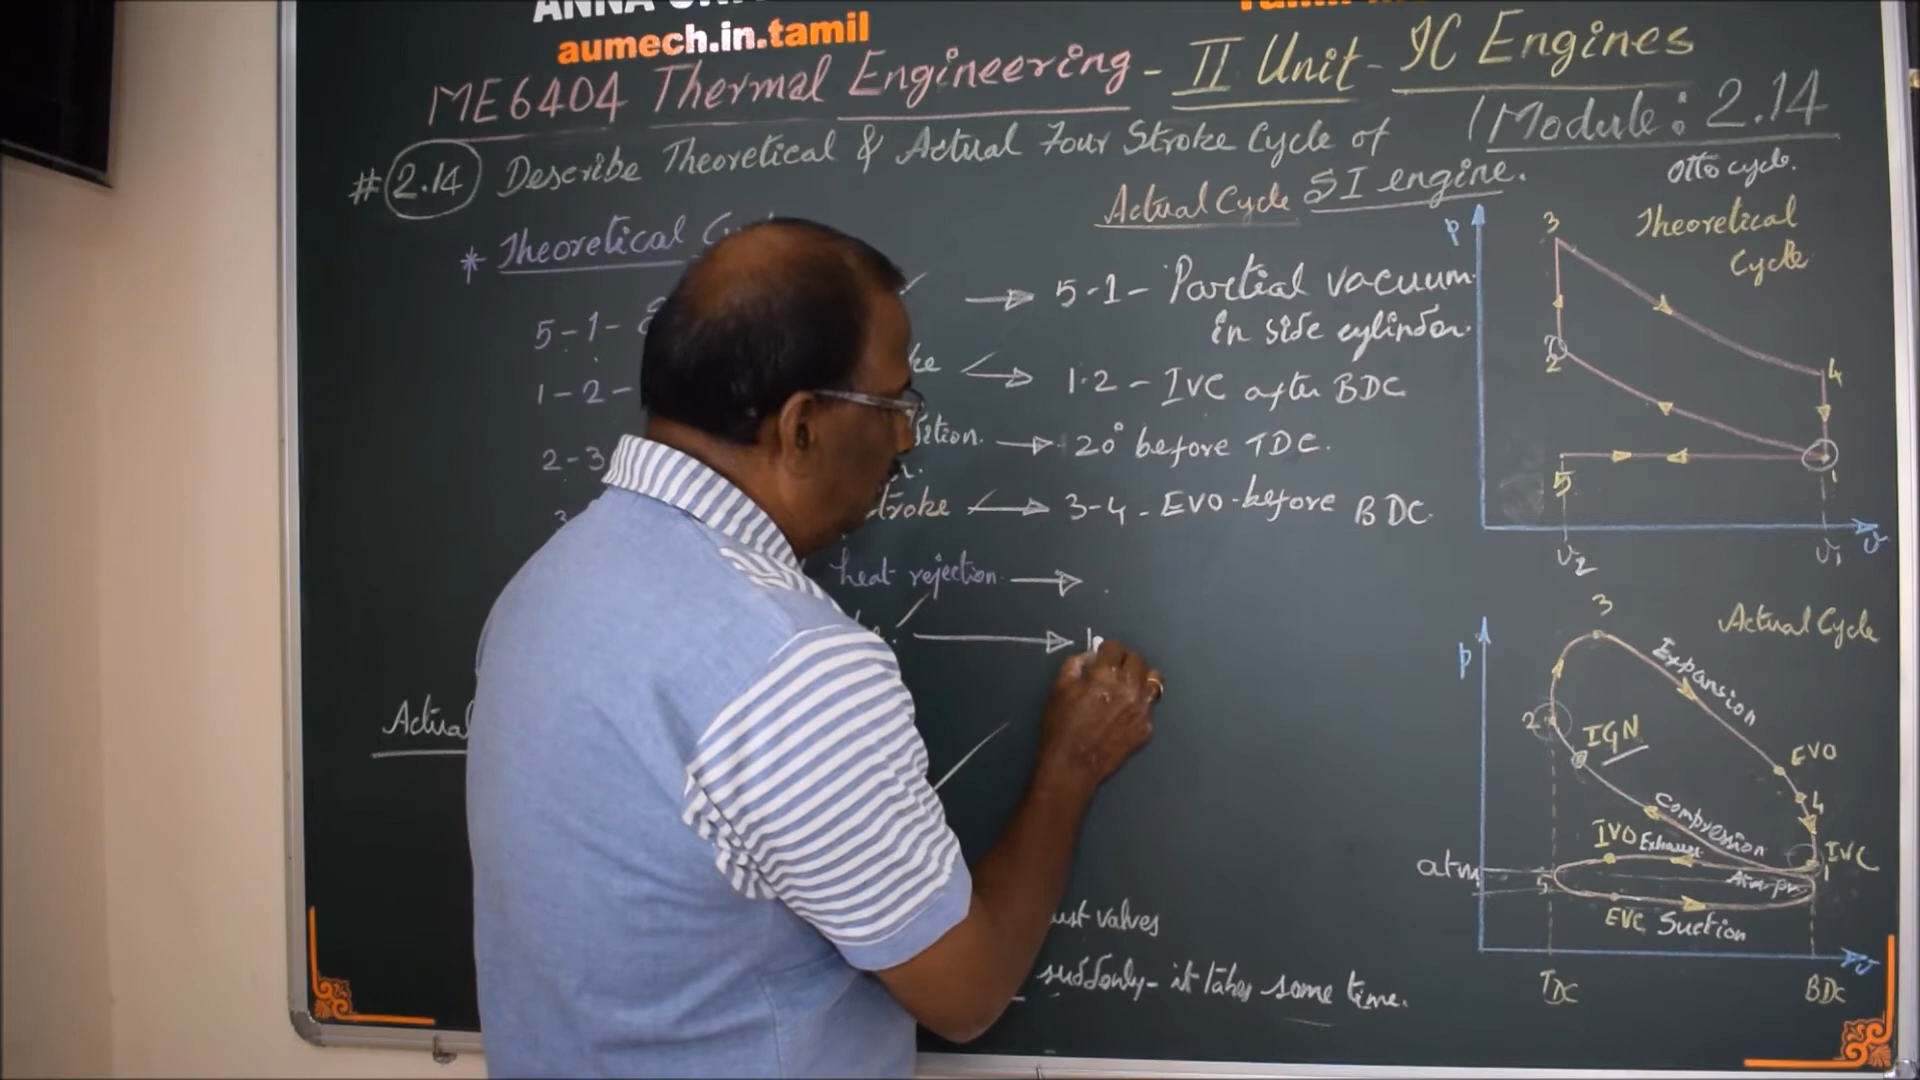 aumech.in.tamil
ME6404 Thermal Engineering - II Unit - IC Engines
# 2.14 Describe Theoretical & Actual Four Stroke Cycle of SI engine.
Module: 2.14
* Theoretical
5-1-
1-2-
2-3
heat rejection →
Actual
Actual Cycle
→ 5-1- Partial vacuum
in side cylinder.
→ 1-2 - IVC after BDC
→ 20° before TDC.
→ 3-4 - EVO before BDC.
valves
suddenly - it takes some time.
Otto cycle.
Theoretical
Cycle
p
3
2
4
5
1
v2
v1
v
Actual Cycle
p
3
Expansion
2
IGN
EVO
4
Compression
IVO
Exhaust
IVC
atm
5
Atm-pr.
1
EVC Suction
TDC
BDC
v